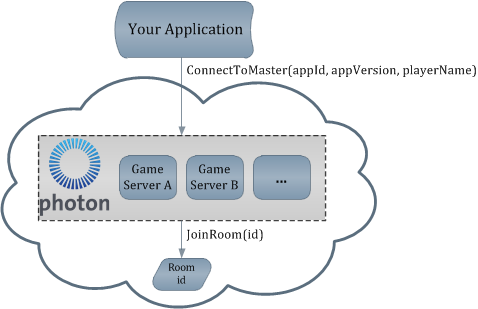 Your Application
ConnectToMaster(appId, appVersion, playerName)
photon
Game
Server A
Game
Server B
...
JoinRoom(id)
Room
id